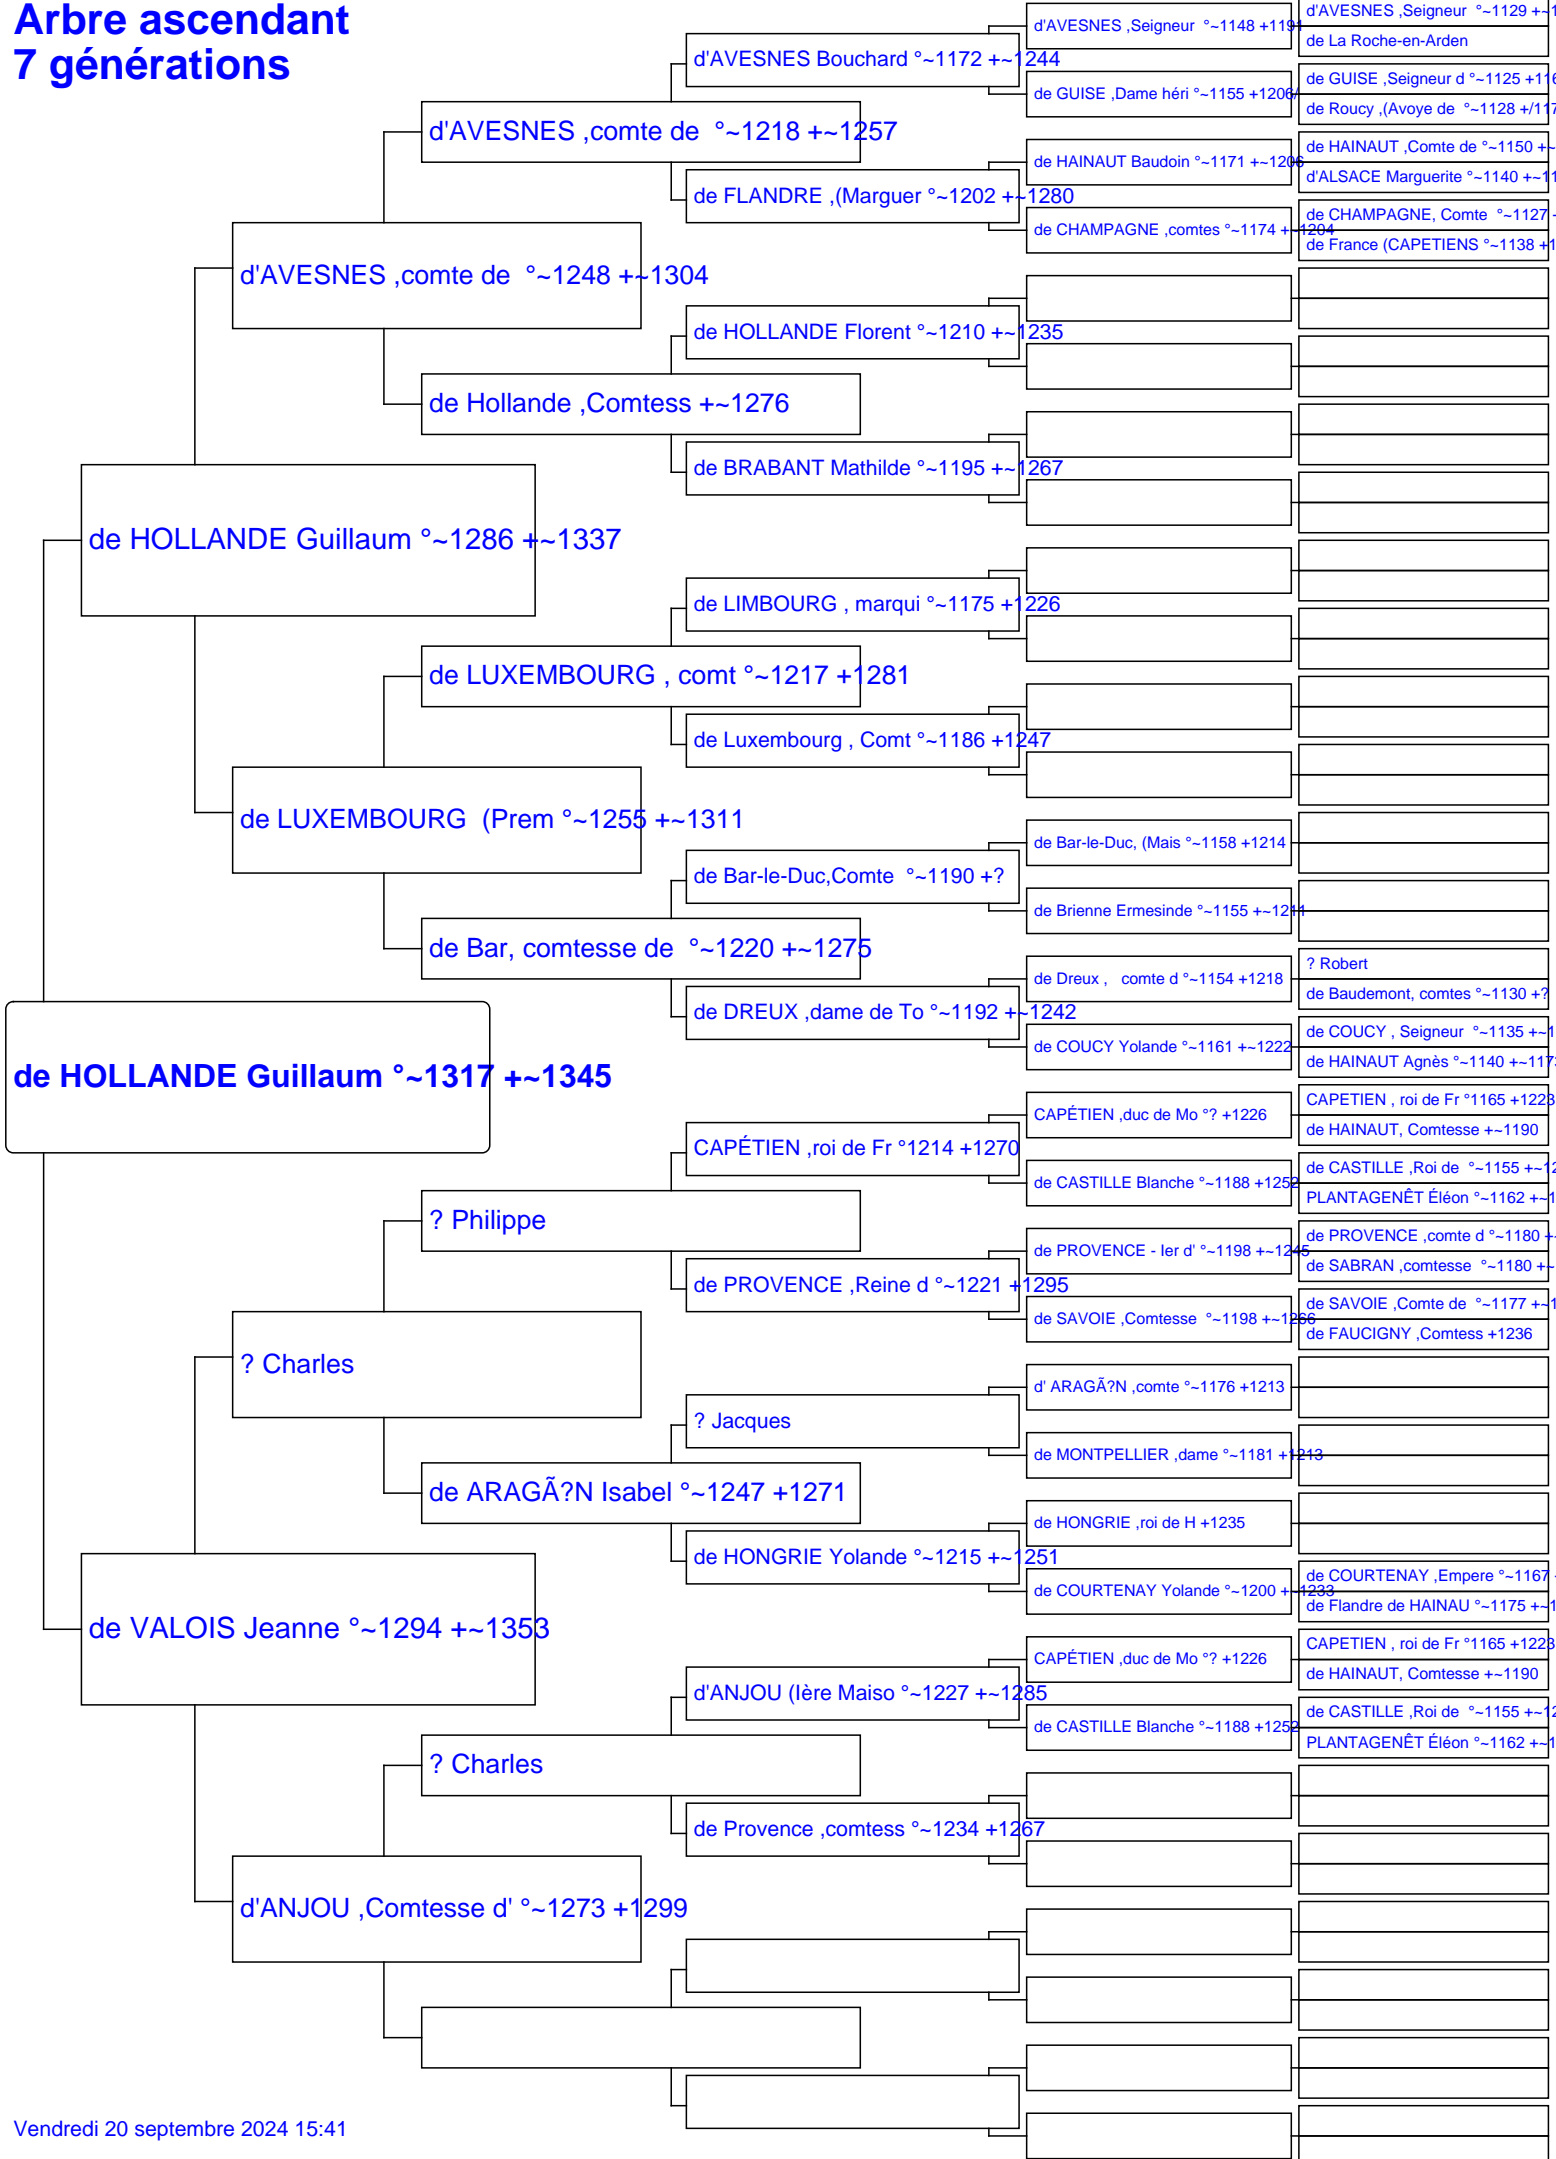 Arbre ascendant
7 générations
de HOLLANDE Guillaum °~1317 +~1345
de HOLLANDE Guillaum °~1286 +~1337
de VALOIS Jeanne °~1294 +~1353
d'AVESNES ,comte de °~1248 +~1304
de LUXEMBOURG (Prem °~1255 +~1311
? Charles
d'ANJOU ,Comtesse d' °~1273 +1299
d'AVESNES ,comte de °~1218 +~1257
de Hollande ,Comtess +~1276
de LUXEMBOURG , comt °~1217 +1281
de Bar, comtesse de °~1220 +~1275
? Philippe
de ARAGÃ?N Isabel °~1247 +1271
? Charles
d'AVESNES Bouchard °~1172 +~1244
de FLANDRE ,(Marguer °~1202 +~1280
de HOLLANDE Florent °~1210 +~1235
de BRABANT Mathilde °~1195 +~1267
de LIMBOURG , marqui °~1175 +1226
de Luxembourg , Comt °~1186 +1247
de Bar-le-Duc,Comte °~1190 +?
de DREUX ,dame de To °~1192 +~1242
CAPÉTIEN ,roi de Fr °1214 +1270
de PROVENCE ,Reine d °~1221 +1295
? Jacques
de HONGRIE Yolande °~1215 +~1251
d'ANJOU (Ière Maiso °~1227 +~1285
de Provence ,comtess °~1234 +1267
d'AVESNES ,Seigneur °~1148 +1191
de GUISE ,Dame héri °~1155 +1206/
de HAINAUT Baudoin °~1171 +~1206
de CHAMPAGNE ,comtes °~1174 +~1204
de Bar-le-Duc, (Mais °~1158 +1214
de Brienne Ermesinde °~1155 +~1211
de Dreux , comte d °~1154 +1218
de COUCY Yolande °~1161 +~1222
CAPÉTIEN ,duc de Mo °? +1226
de CASTILLE Blanche °~1188 +1252
de PROVENCE - Ier d' °~1198 +~1245
de SAVOIE ,Comtesse °~1198 +~1266
d' ARAGÃ?N ,comte °~1176 +1213
de MONTPELLIER ,dame °~1181 +1213
de HONGRIE ,roi de H +1235
de COURTENAY Yolande °~1200 +~1233
CAPÉTIEN ,duc de Mo °? +1226
de CASTILLE Blanche °~1188 +1252
d'AVESNES ,Seigneur °~1129 +~1
de La Roche-en-Arden
de GUISE ,Seigneur d °~1125 +116
de Roucy ,(Avoye de °~1128 +/117
de HAINAUT ,Comte de °~1150 +~
d'ALSACE Marguerite °~1140 +~11
de CHAMPAGNE, Comte °~1127 +
de France (CAPETIENS °~1138 +1
? Robert
de Baudemont, comtes °~1130 +?
de COUCY , Seigneur °~1135 +~1
de HAINAUT Agnès °~1140 +~1173
CAPETIEN , roi de Fr °1165 +1223
de HAINAUT, Comtesse +~1190
de CASTILLE ,Roi de °~1155 +~12
PLANTAGENÊT Éléon °~1162 +~1
de PROVENCE ,comte d °~1180 +~
de SABRAN ,comtesse °~1180 +~
de SAVOIE ,Comte de °~1177 +~1
de FAUCIGNY ,Comtess +1236
de COURTENAY ,Empere °~1167 +
de Flandre de HAINAU °~1175 +~1
CAPETIEN , roi de Fr °1165 +1223
de HAINAUT, Comtesse +~1190
de CASTILLE ,Roi de °~1155 +~12
PLANTAGENÊT Éléon °~1162 +~1
Vendredi 20 septembre 2024 15:41